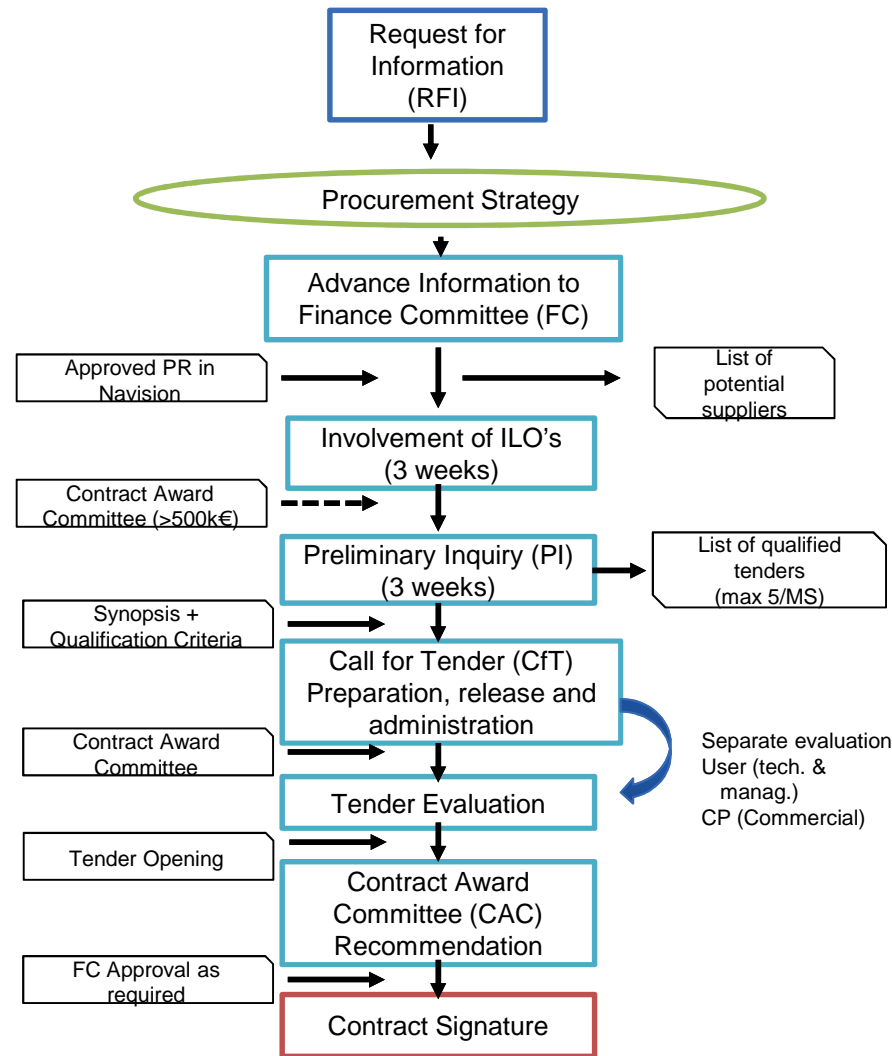 Request for
Information
(RFI)
Procurement Strategy
Advance Information to
Finance Committee (FC)
Approved PR in
Navision
List of
potential
suppliers
Involvement of ILO's
(3 weeks)
Contract Award
Committee (>500k€)
Preliminary Inquiry (PI)
(3 weeks)
List of qualified
tenders
(max 5/MS)
Synopsis +
Qualification Criteria
Call for Tender (CfT)
Preparation, release and
administration
Contract Award
Committee
Separate evaluation
User (tech. &
manag.)
CP (Commercial)
Tender Evaluation
Tender Opening
Contract Award
Committee (CAC)
Recommendation
FC Approval as
required
Contract Signature